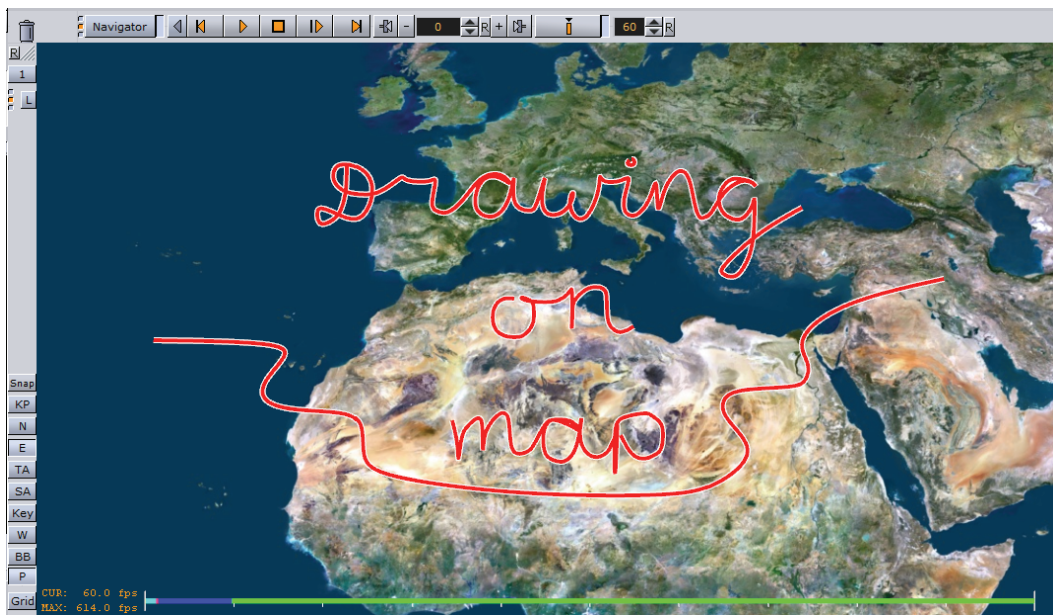 Navigator
0
R
+
-
60
R
R
1
L
Drawing
on
map
Snap
KP
N
E
TA
SA
Key
W
BB
P
Grid
CUR: 60.0 fps
MAX: 614.0 fps